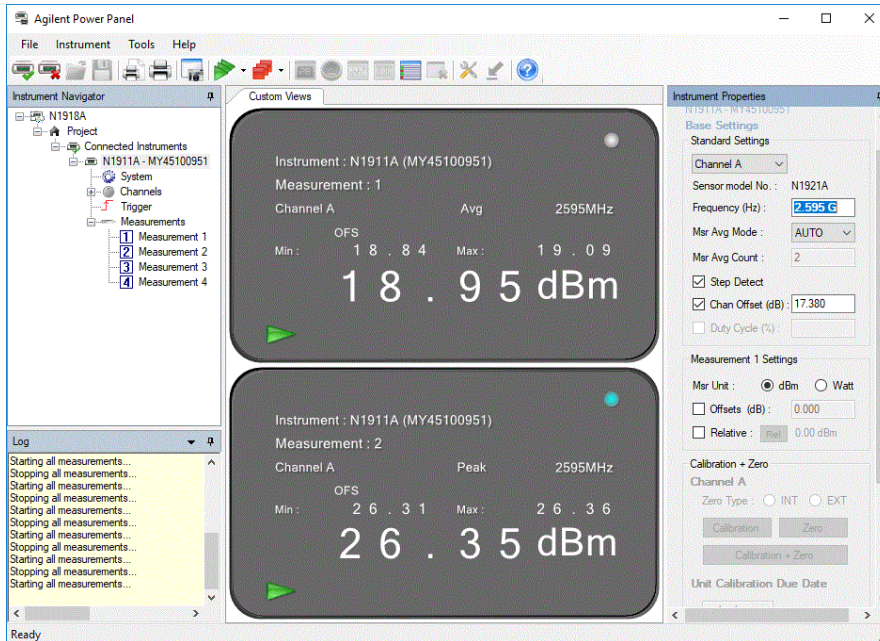 Agilent Power Panel
File Instrument Tools Help
Instrument Navigator
N1918A
Project
Connected Instruments
N1911A - MY45100951
System
Channels
Trigger
Measurements
1 Measurement 1
2 Measurement 2
3 Measurement 3
4 Measurement 4
Log
Starting all measurements...
Stopping all measurements...
Starting all measurements...
Stopping all measurements...
Starting all measurements...
Stopping all measurements...
Starting all measurements...
Stopping all measurements...
Starting all measurements...
Stopping all measurements...
Starting all measurements...
Custom Views
Instrument : N1911A (MY45100951)
Measurement : 1
Channel A Avg 2595MHz
OFS
Min : 18.84 Max : 19.09
18.95 dBm
Instrument : N1911A (MY45100951)
Measurement : 2
Channel A Peak 2595MHz
OFS
Min : 26.31 Max : 26.36
26.35 dBm
Instrument Properties
N1911A - MY45100951
Base Settings
Standard Settings
Channel A
Sensor model No. : N1921A
Frequency (Hz) : 2.595 G
Msr Avg Mode : AUTO
Msr Avg Count : 2
Step Detect
Chan Offset (dB) : 17.380
Duty Cycle (%) :
Measurement 1 Settings
Msr Unit : dBm Watt
Offsets (dB) : 0.000
Relative : Rel 0.00 dBm
Calibration + Zero
Channel A
Zero Type : INT EXT
Calibration Zero
Calibration + Zero
Unit Calibration Due Date
Ready